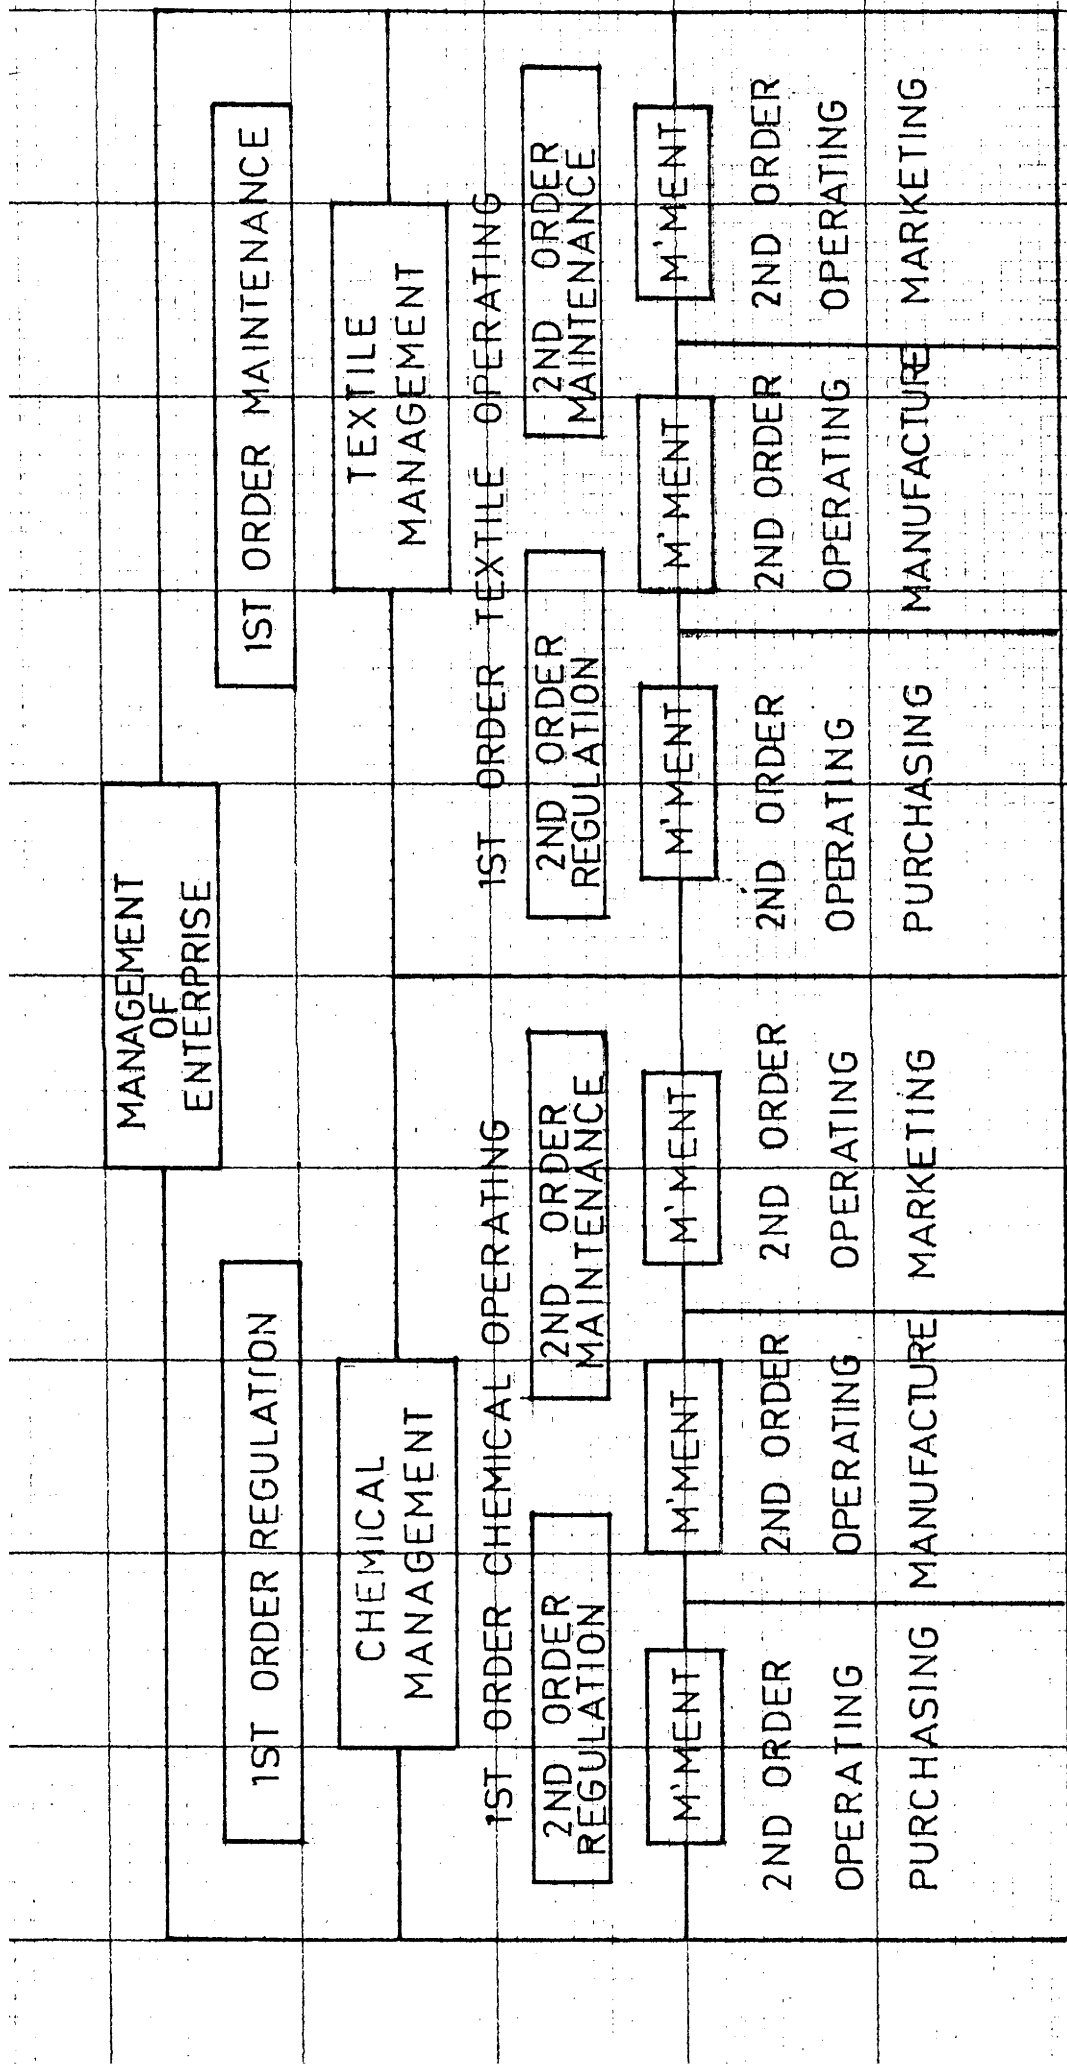 MANAGEMENT
OF
ENTERPRISE
1ST ORDER REGULATION
1ST ORDER MAINTENANCE
CHEMICAL
MANAGEMENT
TEXTILE
MANAGEMENT
1ST ORDER CHEMICAL OPERATING
1ST ORDER TEXTILE OPERATING
2ND ORDER
REGULATION
2ND ORDER
MAINTENANCE
2ND ORDER
REGULATION
2ND ORDER
MAINTENANCE
M'MENT
M'MENT
M'MENT
M'MENT
M'MENT
M'MENT
2ND ORDER
OPERATING
PURCHASING
2ND ORDER
OPERATING
MANUFACTURE
2ND ORDER
OPERATING
MARKETING
2ND ORDER
OPERATING
PURCHASING
2ND ORDER
OPERATING
MANUFACTURE
2ND ORDER
OPERATING
MARKETING